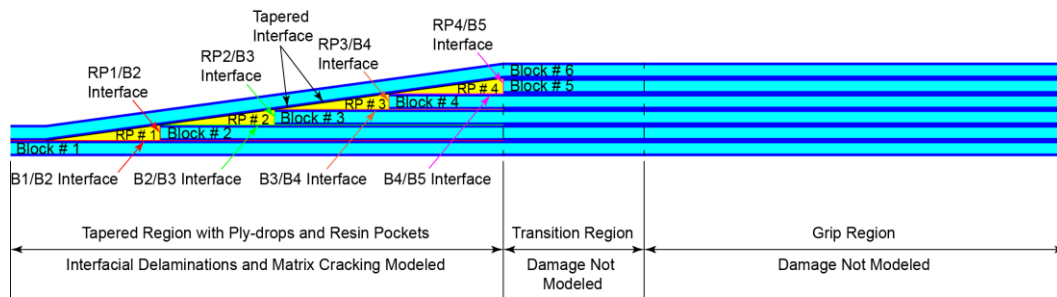 Tapered
Interface
RP4/B5
Interface
RP2/B3
Interface
RP3/B4
Interface
RP1/B2
Interface
Block # 6
Block # 5
RP # 4
RP # 3
Block # 4
RP # 2
Block # 3
RP # 1
Block # 2
Block # 1
B1/B2 Interface
B2/B3 Interface
B3/B4 Interface
B4/B5 Interface
Tapered Region with Ply-drops and Resin Pockets
Interfacial Delaminations and Matrix Cracking Modeled
Transition Region
Damage Not
Modeled
Grip Region
Damage Not Modeled